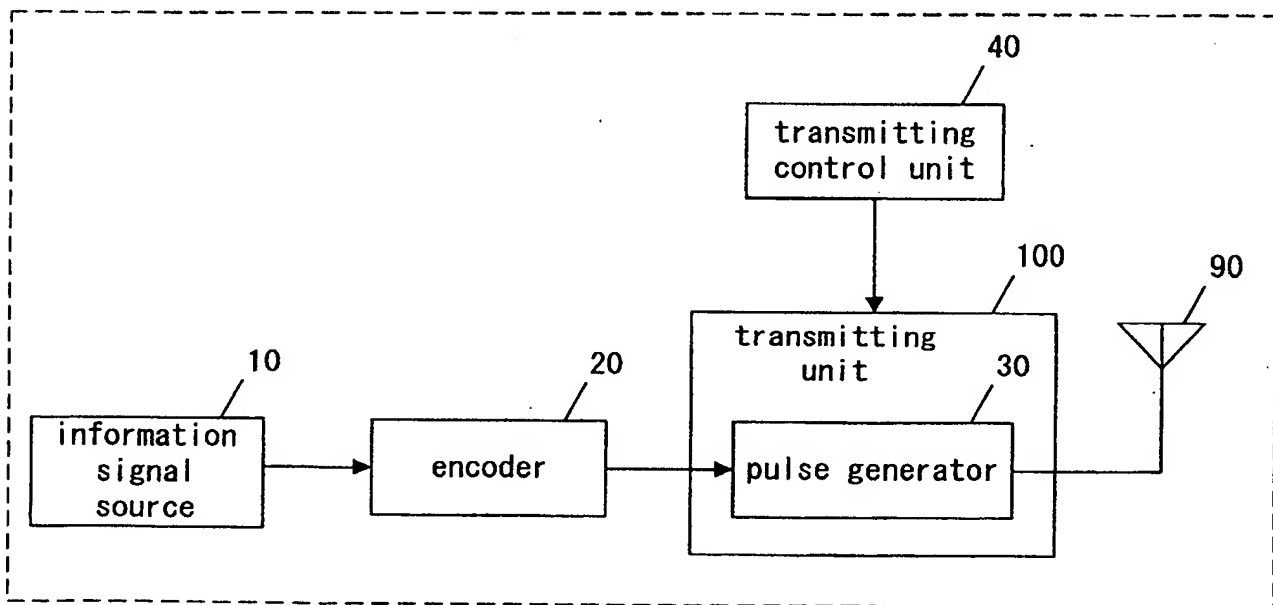 40
transmitting
control unit
100
90
transmitting
unit
10
20
30
information
signal
source
encoder
pulse generator